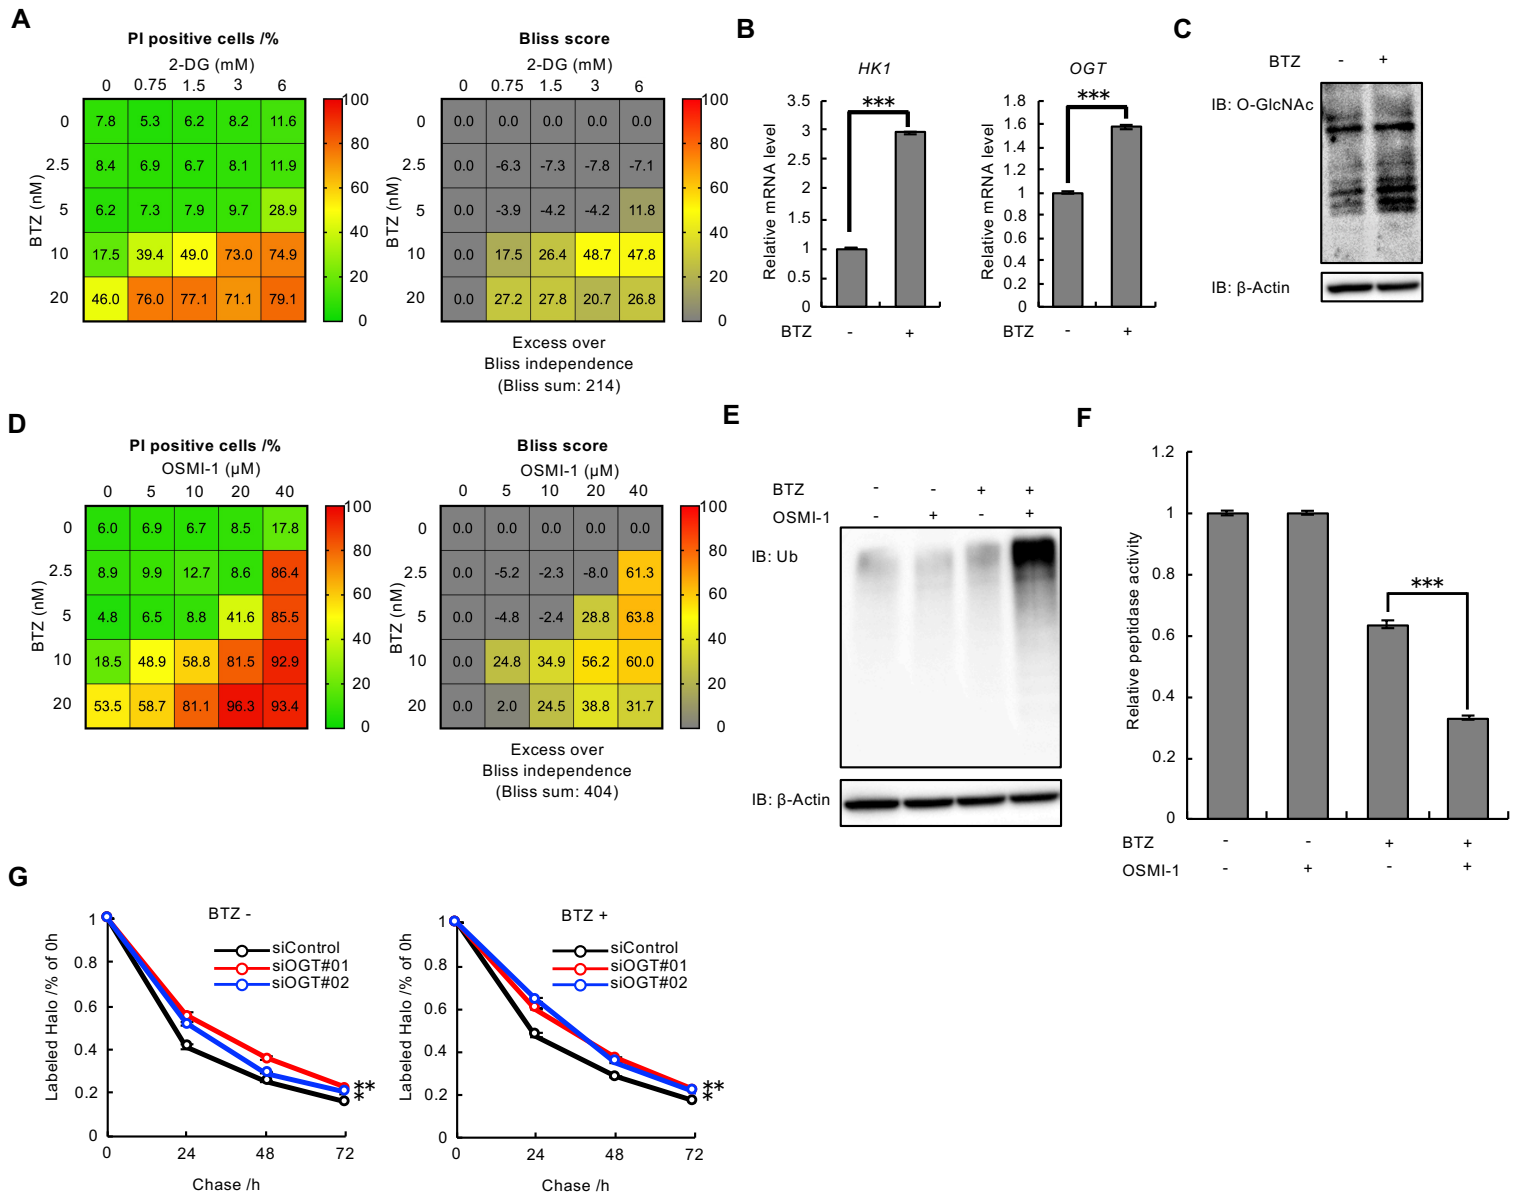 A
PI positive cells /%
2-DG (mM)
0 0.75 1.5 3 6
BTZ (nM)
0 7.8 5.3 6.2 8.2 11.6
2.5 8.4 6.9 6.7 8.1 11.9
5 6.2 7.3 7.9 9.7 28.9
10 17.5 39.4 49.0 73.0 74.9
20 46.0 76.0 77.1 71.1 79.1
100
80
60
40
20
0
Bliss score
2-DG (mM)
0 0.75 1.5 3 6
BTZ (nM)
0 0.0 0.0 0.0 0.0 0.0
2.5 0.0 -6.3 -7.3 -7.8 -7.1
5 0.0 -3.9 -4.2 -4.2 11.8
10 0.0 17.5 26.4 48.7 47.8
20 0.0 27.2 27.8 20.7 26.8
100
80
60
40
20
0
Excess over
Bliss independence
(Bliss sum: 214)
B
HK1
Relative mRNA level
3.5
3
2.5
2
1.5
1
0.5
0
***
BTZ - +
OGT
Relative mRNA level
1.8
1.6
1.4
1.2
1
0.8
0.6
0.4
0.2
0
***
BTZ - +
C
BTZ - +
IB: O-GlcNAc
IB: β-Actin
D
PI positive cells /%
OSMI-1 (μM)
0 5 10 20 40
BTZ (nM)
0 6.0 6.9 6.7 8.5 17.8
2.5 8.9 9.9 12.7 8.6 86.4
5 4.8 6.5 8.8 41.6 85.5
10 18.5 48.9 58.8 81.5 92.9
20 53.5 58.7 81.1 96.3 93.4
100
80
60
40
20
0
Bliss score
OSMI-1 (μM)
0 5 10 20 40
BTZ (nM)
0 0.0 0.0 0.0 0.0 0.0
2.5 0.0 -5.2 -2.3 -8.0 61.3
5 0.0 -4.8 -2.4 28.8 63.8
10 0.0 24.8 34.9 56.2 60.0
20 0.0 2.0 24.5 38.8 31.7
100
80
60
40
20
0
Excess over
Bliss independence
(Bliss sum: 404)
E
BTZ - - + +
OSMI-1 - + - +
IB: Ub
IB: β-Actin
F
Relative peptidase activity
1.2
1
0.8
0.6
0.4
0.2
0
***
BTZ - - + +
OSMI-1 - + - +
G
BTZ -
Labeled Halo /% of 0h
1
0.8
0.6
0.4
0.2
0
siControl
siOGT#01
siOGT#02
**
*
0 24 48 72
Chase /h
BTZ +
Labeled Halo /% of 0h
1
0.8
0.6
0.4
0.2
0
siControl
siOGT#01
siOGT#02
**
*
0 24 48 72
Chase /h